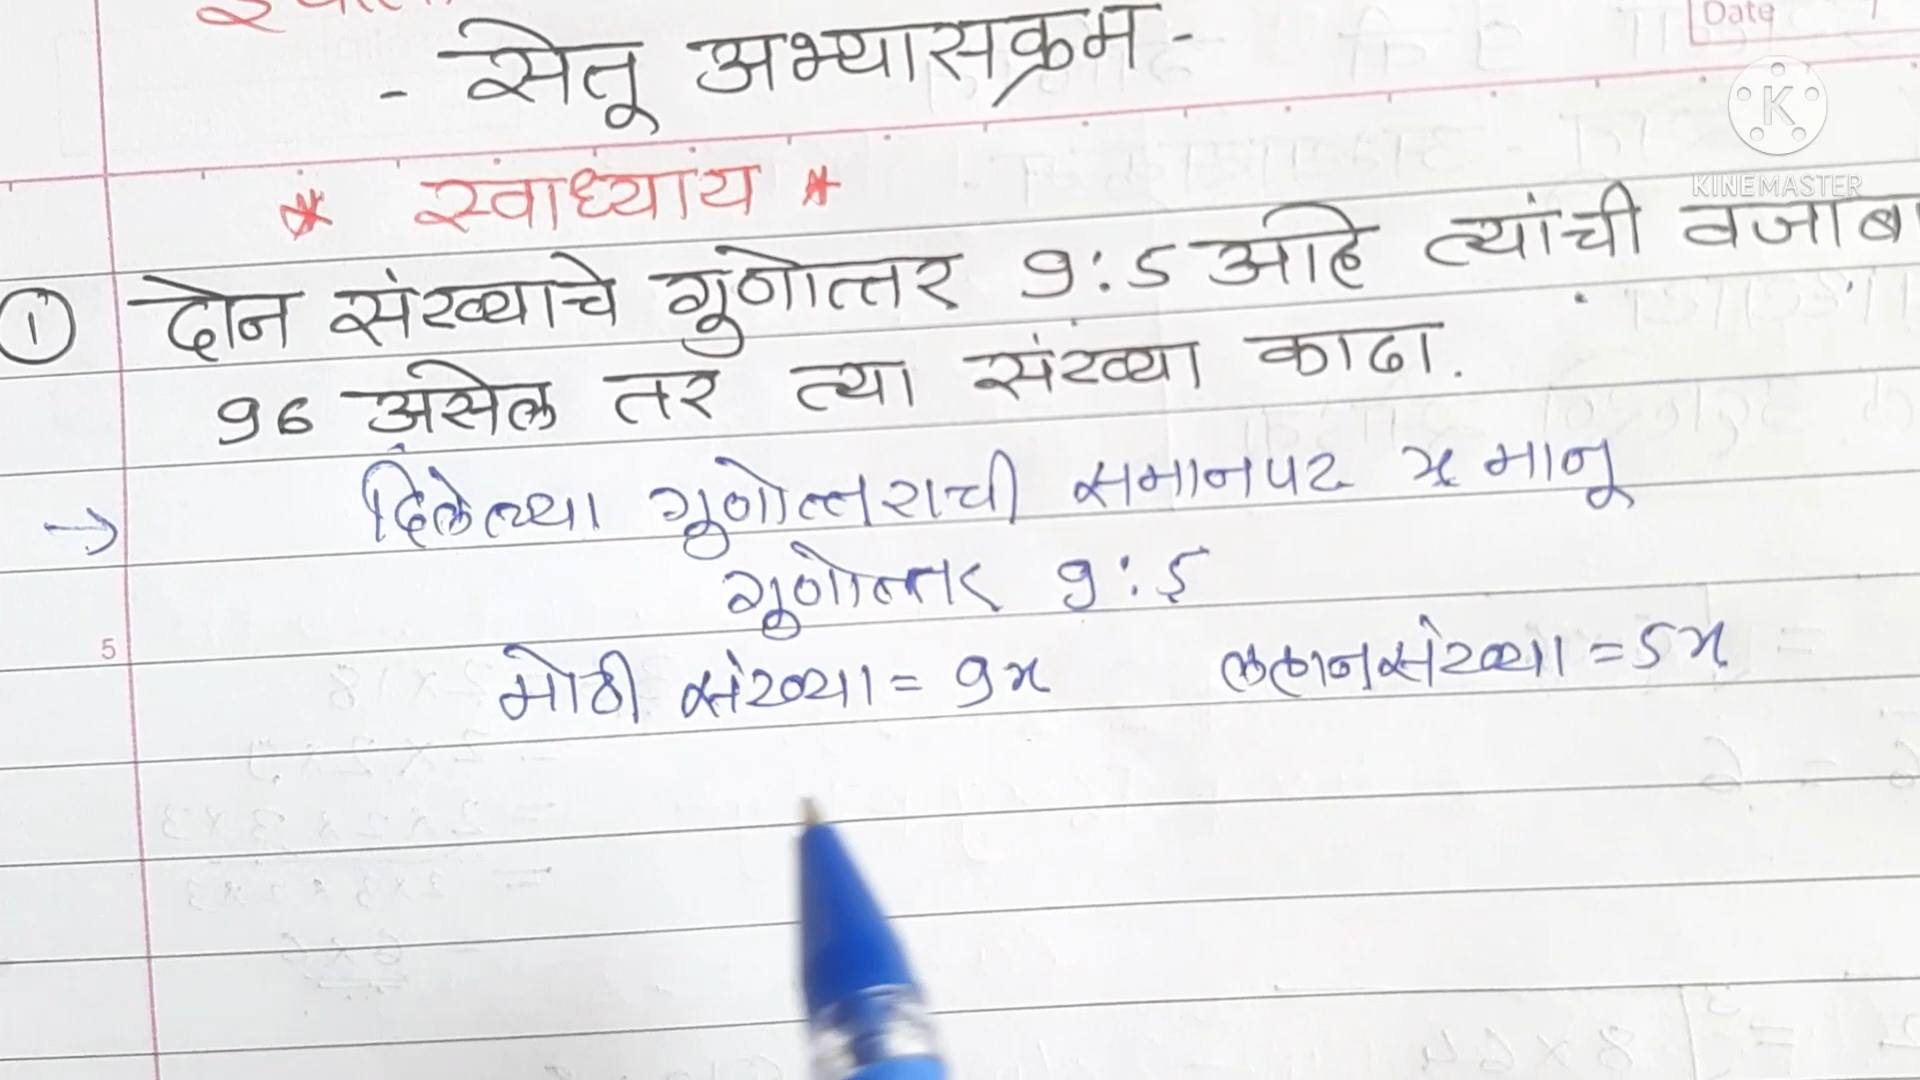 Date
- सेतू अभ्यासक्रम -
KINEMASTER
* स्वाध्याय *
① दोन संख्याचे गुणोत्तर 9:5 आहे त्यांची वजाबा
96 असेल तर त्या संख्या काढा.
→ दिलेल्या गुणोत्तराची समानपट x मानू
गुणोत्तर 9:5
5
मोठी संख्या = 9x लहान संख्या = 5x